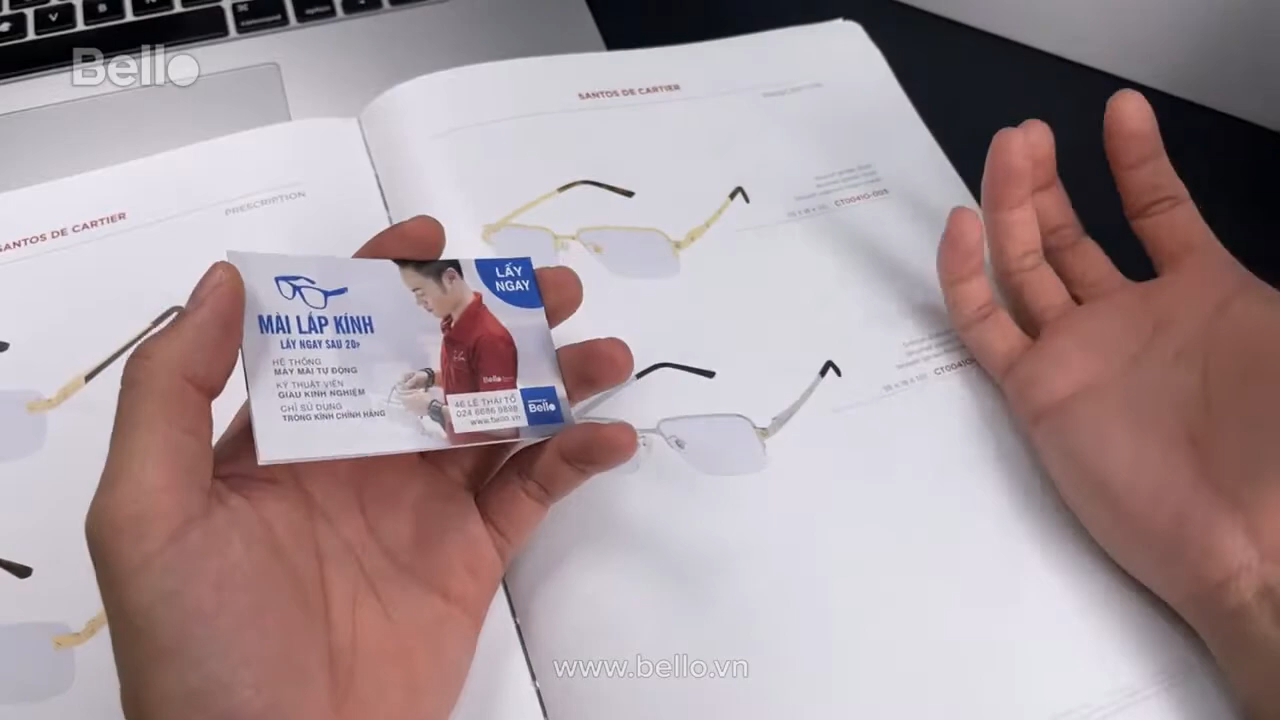 Bello
SANTOS DE CARTIER
SANTOS DE CARTIER
PRESCRIPTION
CT0041O-003
LẤY
NGAY
MÀI LẮP KÍNH
LẤY NGAY SAU 20'
HỆ THỐNG
MÁY MÀI TỰ ĐỘNG
KỸ THUẬT VIÊN
GIÀU KINH NGHIỆM
CHỈ SỬ DỤNG
TRÒNG KÍNH CHÍNH HÃNG
Bello
46 LÊ THÁI TỔ
024 6686 9888
www.bello.vn
Bello
www.bello.vn